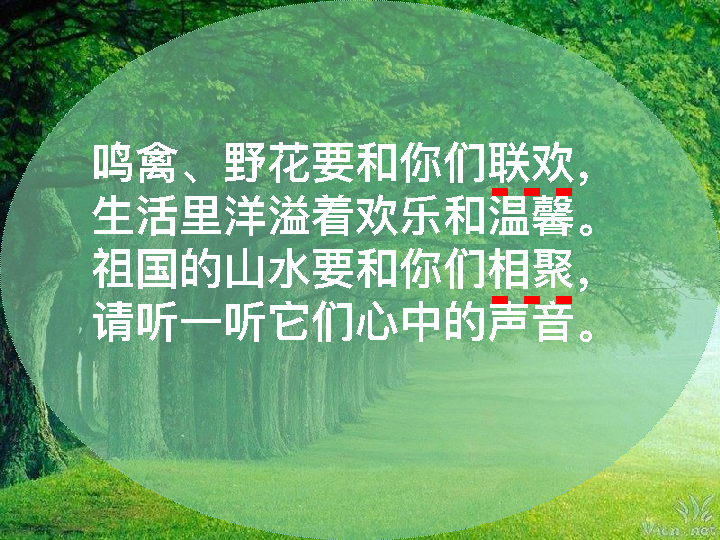 鸣禽、野花要和你们联欢，
生活里洋溢着欢乐和温馨。
祖国的山水要和你们相聚，
请听一听它们心中的声音。